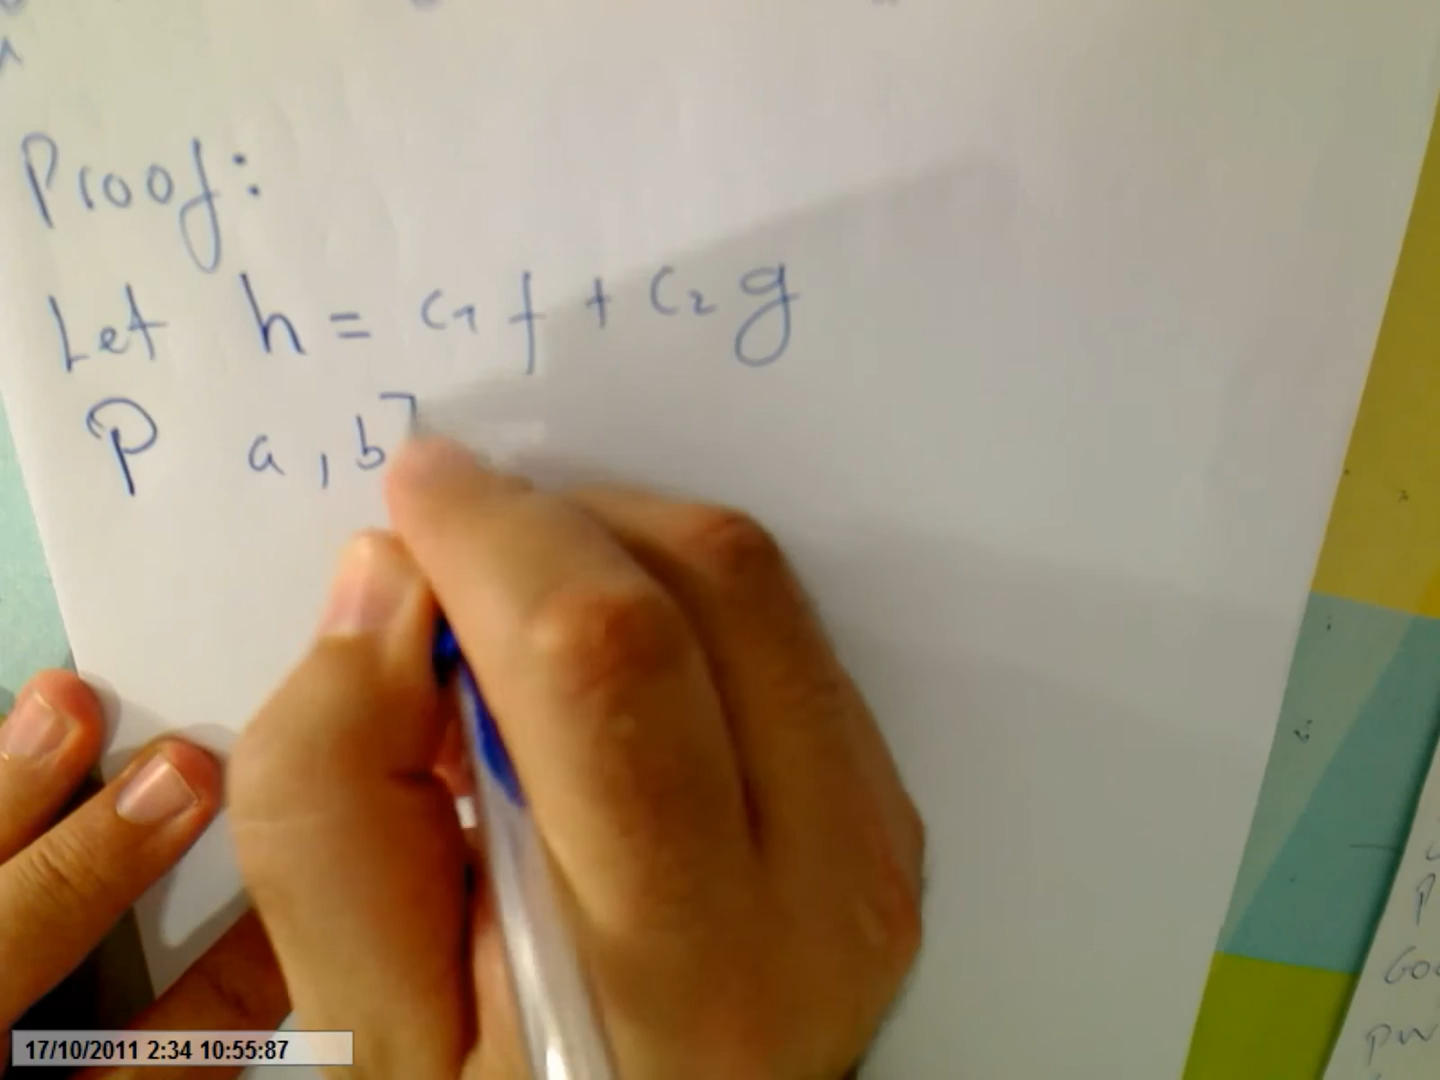 Proof:
Let h = c₁ f + c₂ g
P a, b]
17/10/2011 2:34 10:55:87